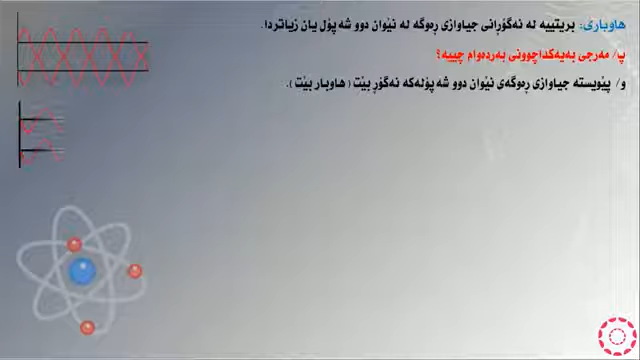 هاوباری: بریتییە لە نەگۆڕانی جیاوازی ڕەوگە لە نێوان دوو شەپۆل یان زیاتردا.
پ/ مەرجی بەیەکداچوونی بەردەوام چییە؟
و/ پێویستە جیاوازی ڕەوگەی نێوان دوو شەپۆلەکە نەگۆڕ بێت ( هاوبار بێت ).